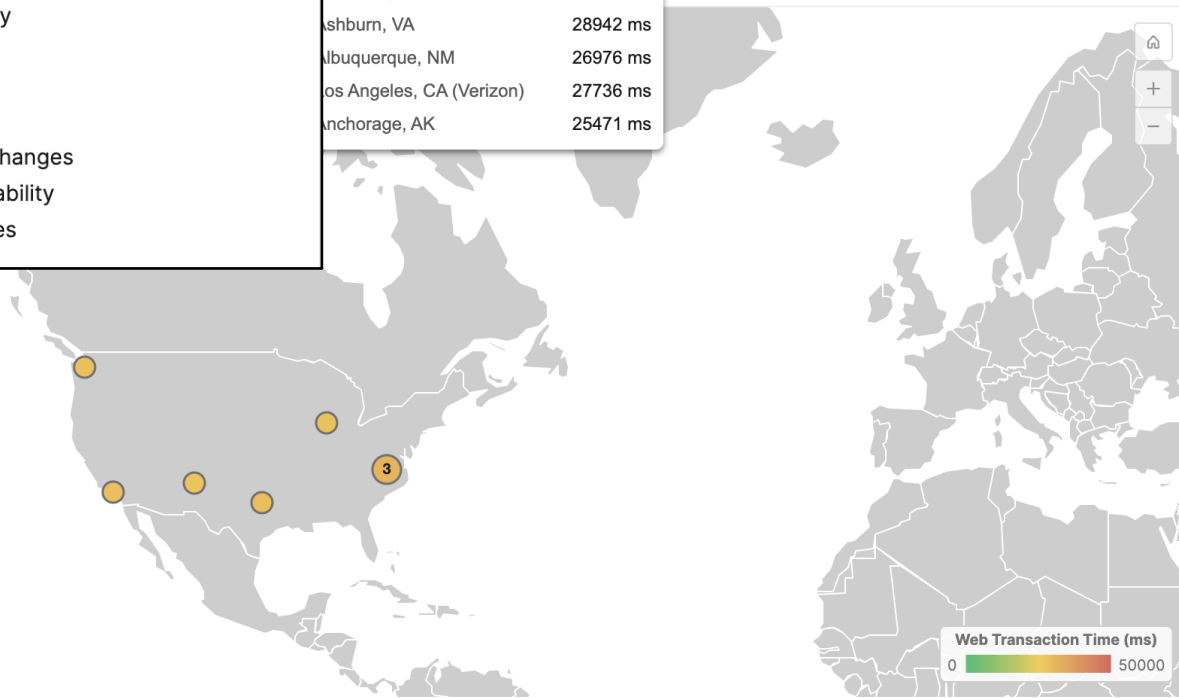 y
hanges
ability
es
shburn, VA 28942 ms
lbuquerque, NM 26976 ms
os Angeles, CA (Verizon) 27736 ms
nchorage, AK 25471 ms
3
Web Transaction Time (ms)
0 50000